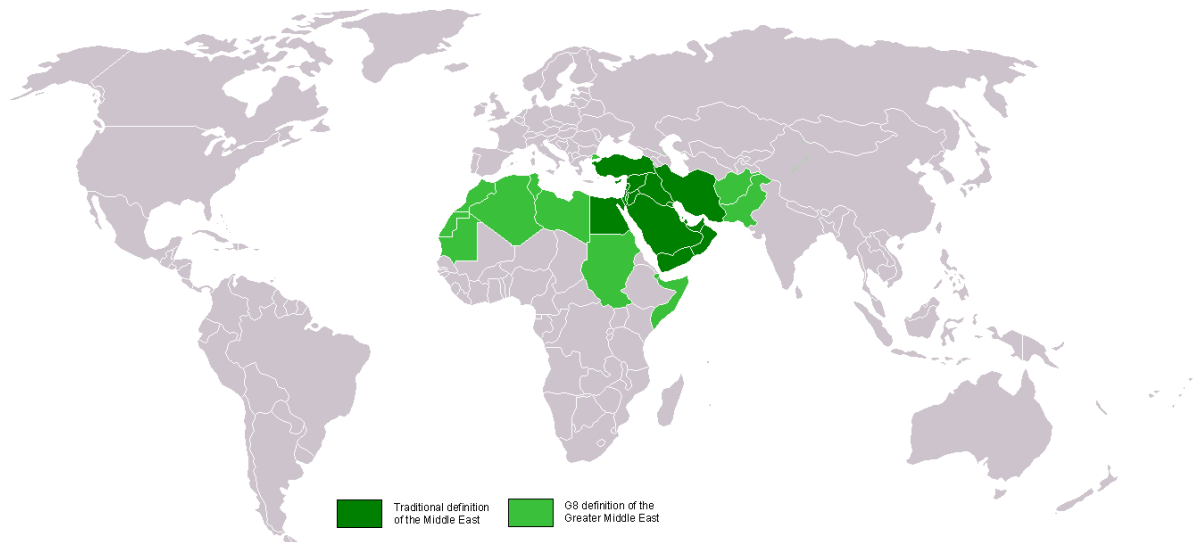 Traditional definition
of the Middle East
G8 definition of the
Greater Middle East